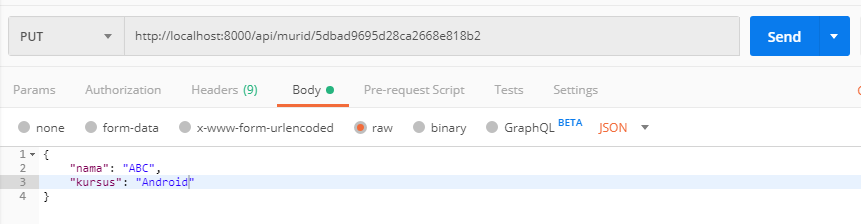 PUT http://localhost:8000/api/murid/5dbad9695d28ca2668e818b2 Send
Params Authorization Headers (9) Body Pre-request Script Tests Settings
none form-data x-www-form-urlencoded raw binary GraphQL BETA JSON
1 {
2 "nama": "ABC",
3 "kursus": "Android"
4 }